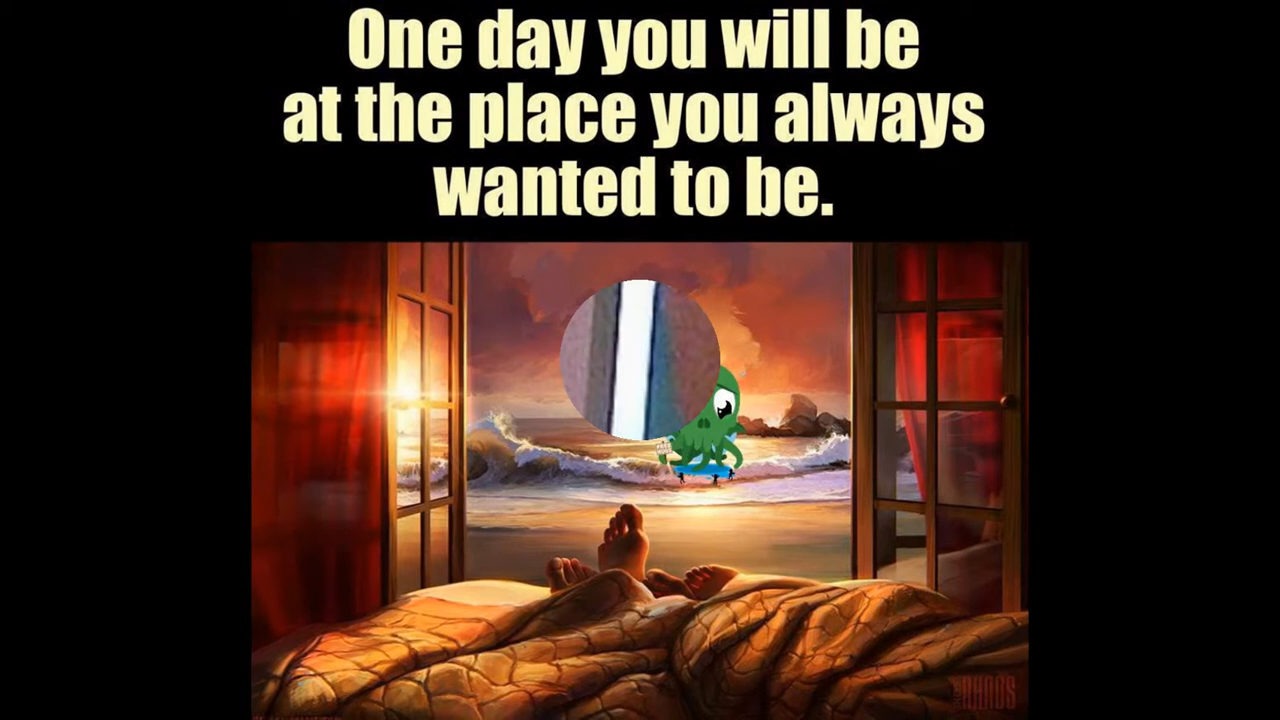 One day you will be
at the place you always
wanted to be.